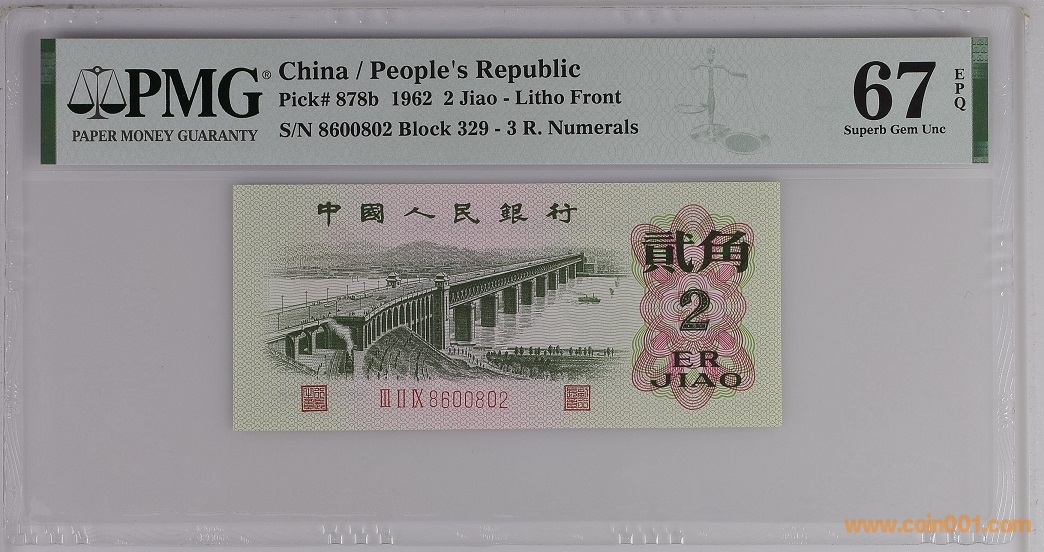 PMG®
PAPER MONEY GUARANTY
China / People's Republic
Pick# 878b 1962 2 Jiao - Litho Front
S/N 8600802 Block 329 - 3 R. Numerals
67
EPQ
Superb Gem Unc
中國人民銀行
貳角
2
ER
JIAO
III II IX 8600802
www.coin001.com